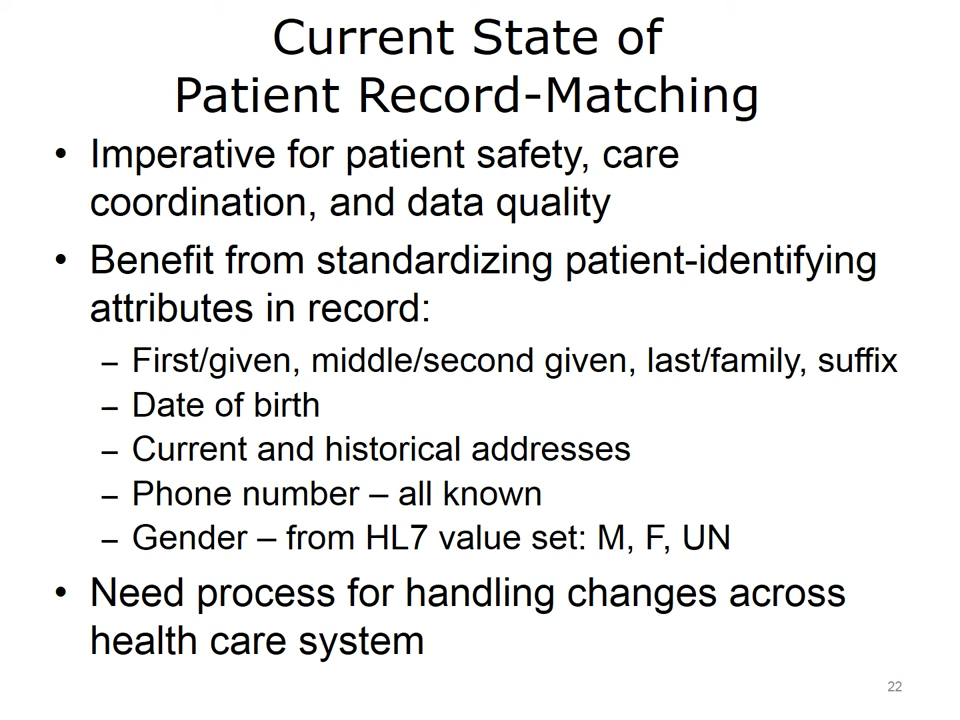 Current State of
Patient Record-Matching
• Imperative for patient safety, care
coordination, and data quality
• Benefit from standardizing patient-identifying
attributes in record:
– First/given, middle/second given, last/family, suffix
– Date of birth
– Current and historical addresses
– Phone number – all known
– Gender – from HL7 value set: M, F, UN
• Need process for handling changes across
health care system
22